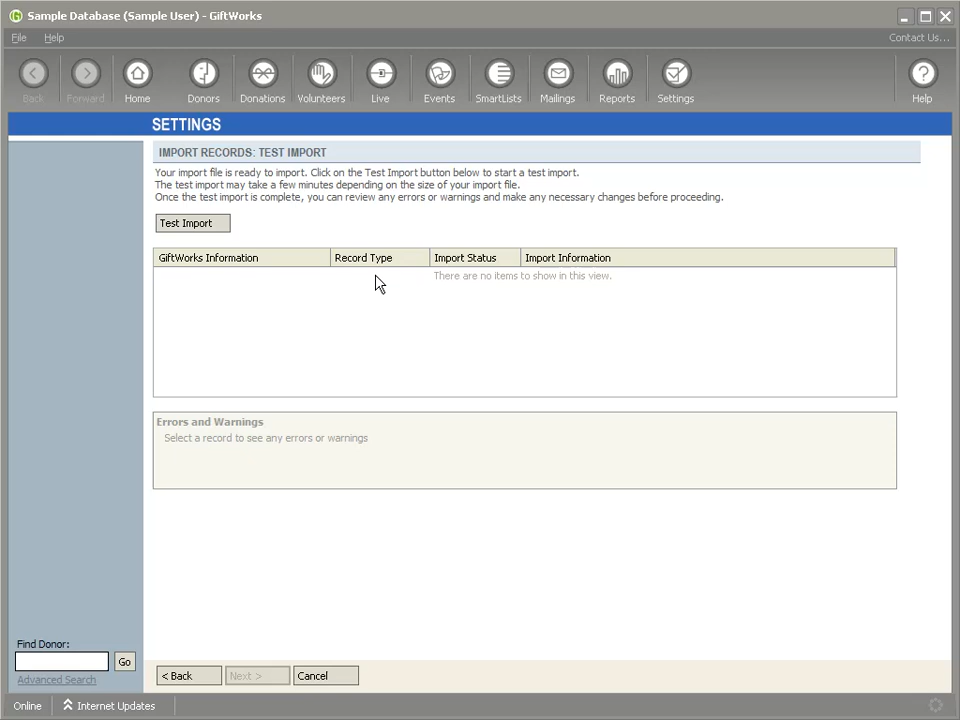 Sample Database (Sample User) - GiftWorks
File Help Contact Us...
Back Forward Home Donors Donations Volunteers Live Events SmartLists Mailings Reports Settings Help
SETTINGS
IMPORT RECORDS: TEST IMPORT
Your import file is ready to import. Click on the Test Import button below to start a test import.
The test import may take a few minutes depending on the size of your import file.
Once the test import is complete, you can review any errors or warnings and make any necessary changes before proceeding.
Test Import
GiftWorks Information Record Type Import Status Import Information
There are no items to show in this view.
Errors and Warnings
Select a record to see any errors or warnings
Find Donor:
Go
Advanced Search
< Back Next > Cancel
Online Internet Updates